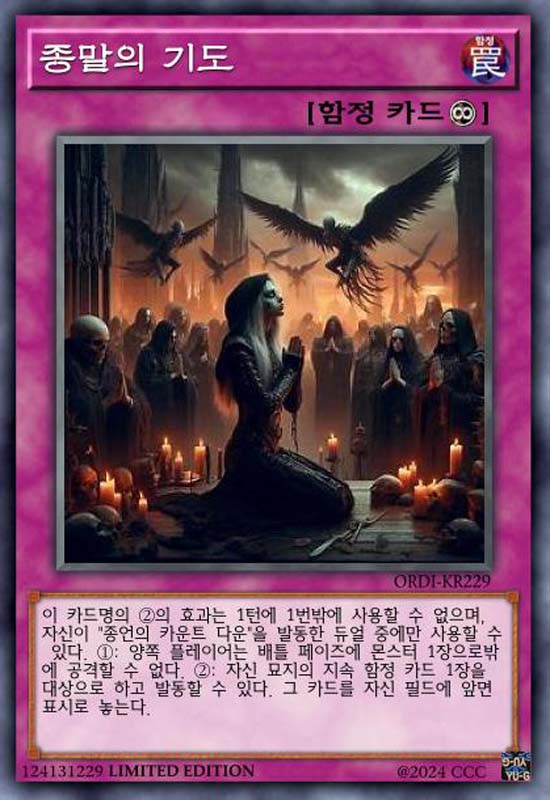 종말의 기도
함정
罠
[함정 카드∞]
ORDI-KR229
이 카드명의 ②의 효과는 1턴에 1번밖에 사용할 수 없으며,
자신이 "종언의 카운트 다운"을 발동한 듀얼 중에만 사용할 수
있다. ①: 양쪽 플레이어는 배틀 페이즈에 몬스터 1장으로밖
에 공격할 수 없다. ②: 자신 묘지의 지속 함정 카드 1장을
대상으로 하고 발동할 수 있다. 그 카드를 자신 필드에 앞면
표시로 놓는다.
124131229 LIMITED EDITION
@2024 CCC
YU-G